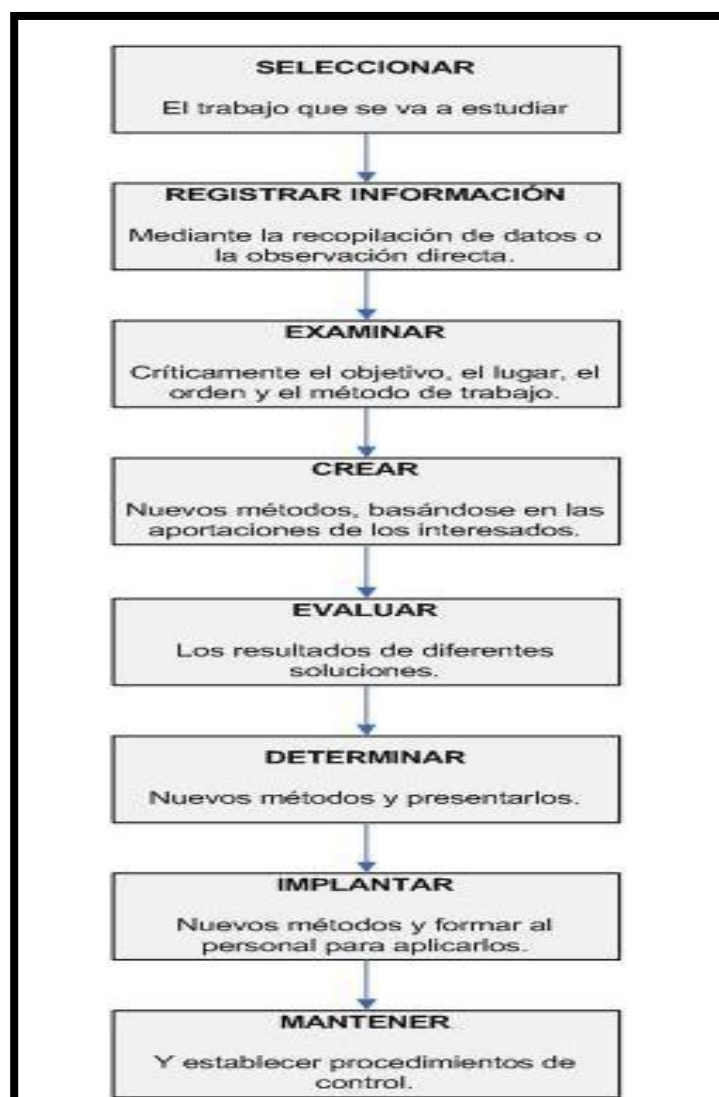 SELECCIONAR
El trabajo que se va a estudiar
REGISTRAR INFORMACIÓN
Mediante la recopilación de datos o
la observación directa.
EXAMINAR
Críticamente el objetivo, el lugar, el
orden y el método de trabajo.
CREAR
Nuevos métodos, basándose en las
aportaciones de los interesados.
EVALUAR
Los resultados de diferentes
soluciones.
DETERMINAR
Nuevos métodos y presentarlos.
IMPLANTAR
Nuevos métodos y formar al
personal para aplicarlos.
MANTENER
Y establecer procedimientos de
control.